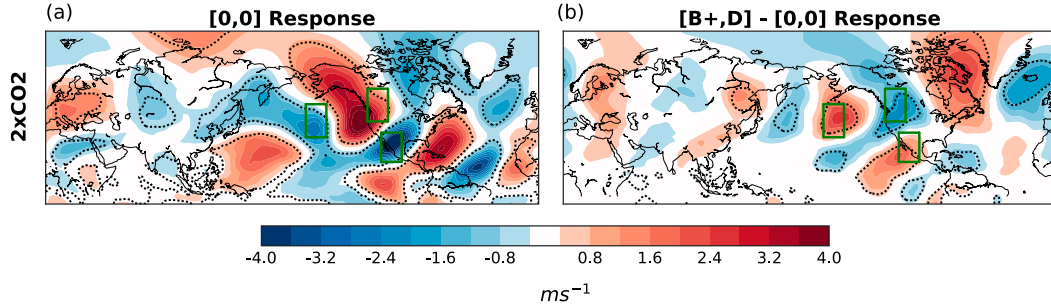 (a) [0,0] Response
(b) [B+,D] - [0,0] Response
2xCO2
-4.0 -3.2 -2.4 -1.6 -0.8 0.8 1.6 2.4 3.2 4.0
ms⁻¹